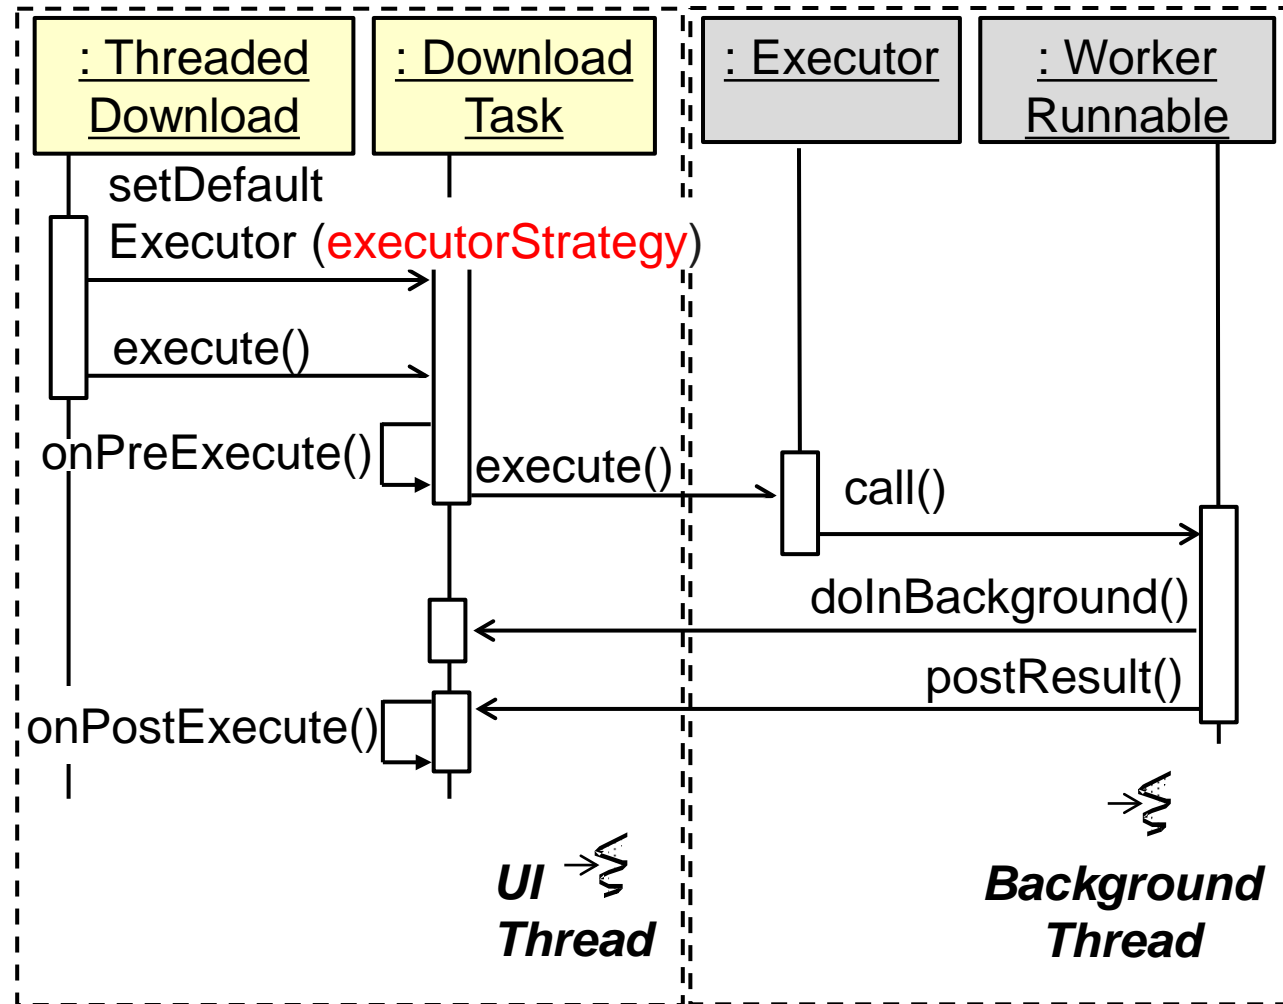 : Threaded
Download
: Download
Task
: Executor
: Worker
Runnable
setDefault
Executor (executorStrategy)
execute()
onPreExecute()
execute()
call()
doInBackground()
postResult()
onPostExecute()
UI
Thread
Background
Thread